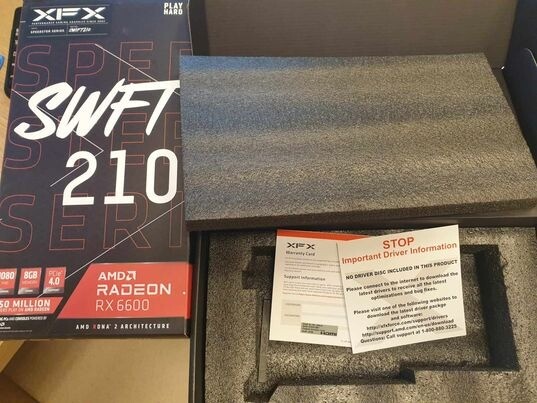 XFX
PLAY
HARD
PERFORMANCE GAMING GRAPHICS SINCE 2001
SPEEDSTER SERIES
SWIFT210
SPEE
SWFT
STER
210
SERI
1080
8GB
PCIe
4.0
AMD
RADEON
RX 6600
50 MILLION
AMD RDNA 2 ARCHITECTURE
XFX
Warranty Card
Support Information
HDMI
STOP
Important Driver Information
NO DRIVER DISC INCLUDED IN THIS PRODUCT
Please connect to the internet to download the
latest drivers to receive all the latest
optimizations and bug fixes.
Please visit one of the following websites to
download the latest driver package
and software:
http://xfxforce.com/support/drivers
http://support.amd.com/en-us/download
Questions: Call support at 1-800-880-3225